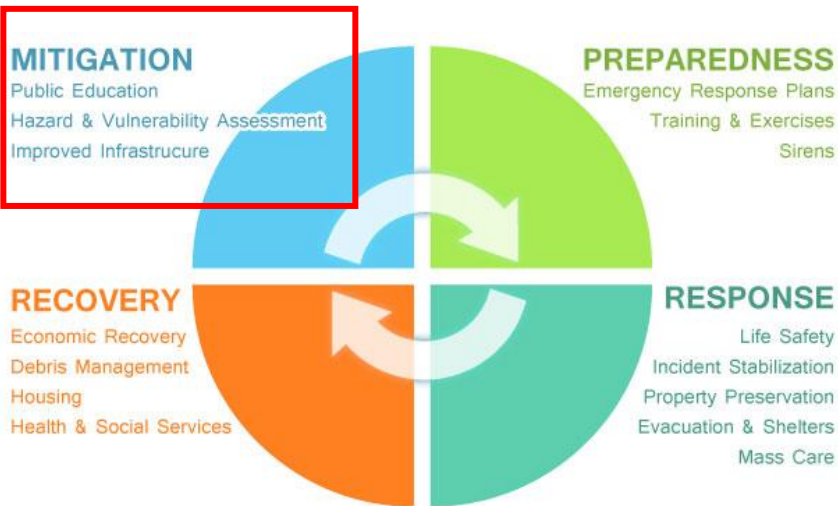 MITIGATION
Public Education
Hazard & Vulnerability Assessment
Improved Infrastrucure
PREPAREDNESS
Emergency Response Plans
Training & Exercises
Sirens
RECOVERY
Economic Recovery
Debris Management
Housing
Health & Social Services
RESPONSE
Life Safety
Incident Stabilization
Property Preservation
Evacuation & Shelters
Mass Care